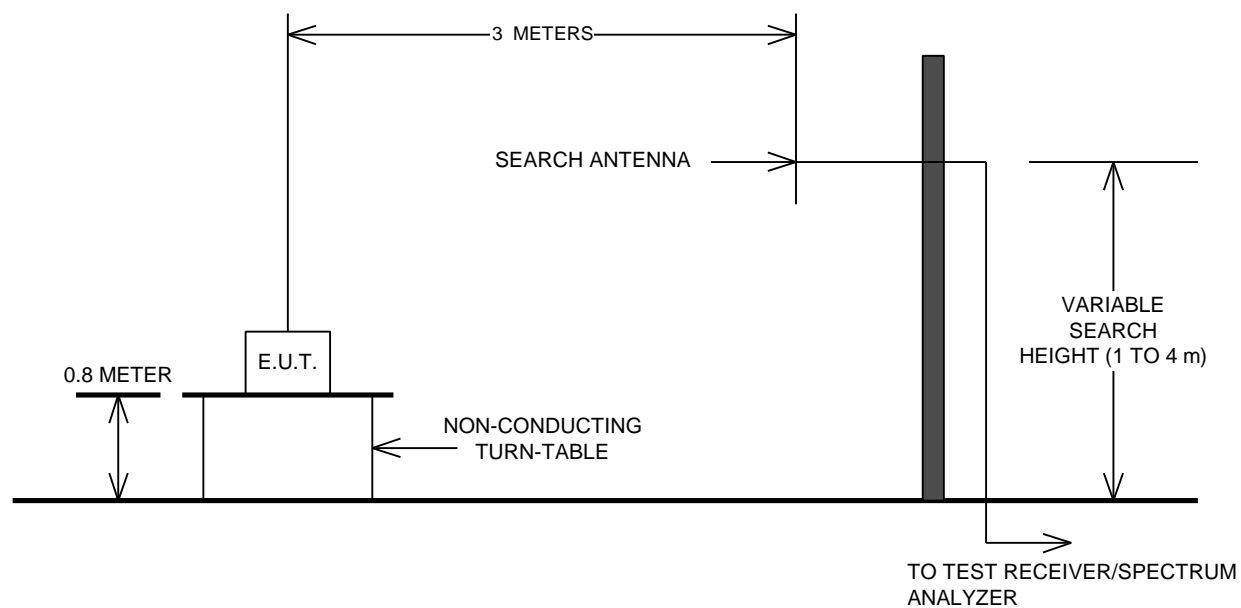 3 METERS
SEARCH ANTENNA
VARIABLE
SEARCH
HEIGHT (1 TO 4 m)
E.U.T.
0.8 METER
NON-CONDUCTING
TURN-TABLE
TO TEST RECEIVER/SPECTRUM
ANALYZER